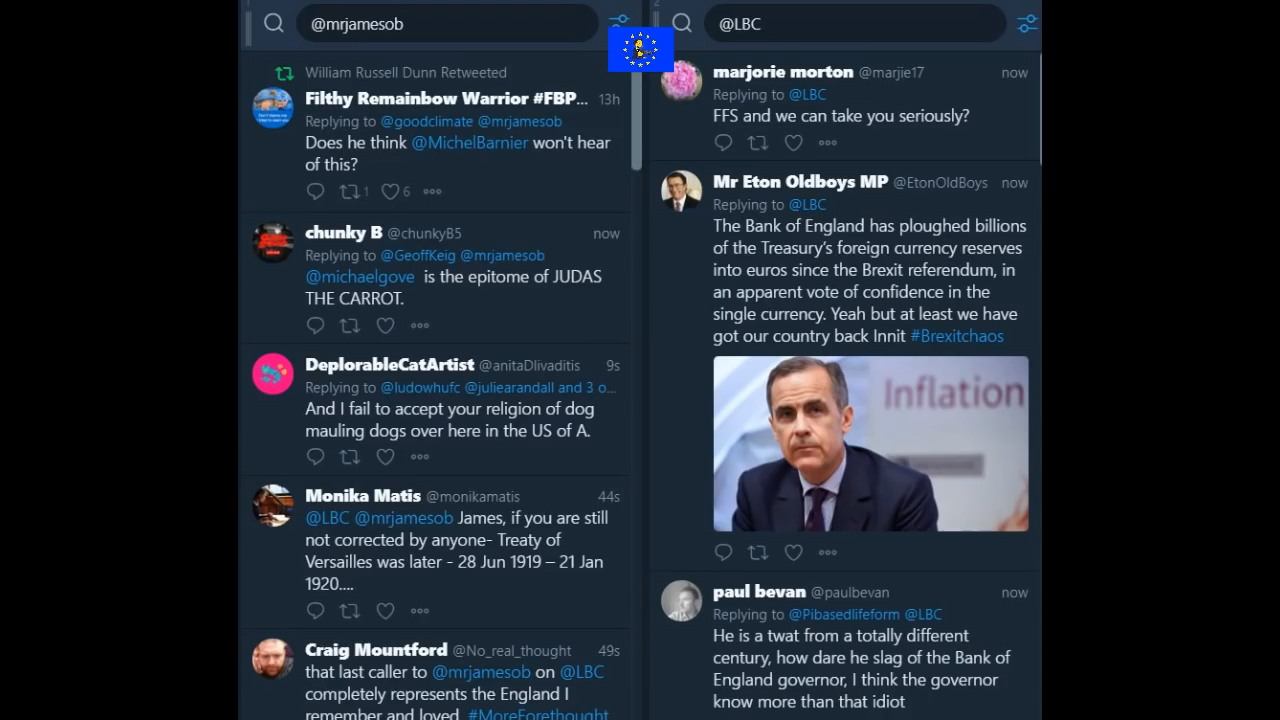 1
@mrjamesob
William Russell Dunn Retweeted
Filthy Remainbow Warrior #FBP... 13h
Replying to @goodclimate @mrjamesob
Does he think @MichelBarnier won't hear
of this?
1 6
chunky B @chunkyB5 now
Replying to @GeoffKeig @mrjamesob
@michaelgove is the epitome of JUDAS
THE CARROT.
DeplorableCatArtist @anitaDlivaditis 9s
Replying to @ludowhufc @juliearandall and 3 o...
And I fail to accept your religion of dog
mauling dogs over here in the US of A.
Monika Matis @monikamatis 44s
@LBC @mrjamesob James, if you are still
not corrected by anyone- Treaty of
Versailles was later - 28 Jun 1919 – 21 Jan
1920....
Craig Mountford @No_real_thought 49s
that last caller to @mrjamesob on @LBC
completely represents the England I
remember and loved. #MoreForethought
2
@LBC
marjorie morton @marjie17 now
Replying to @LBC
FFS and we can take you seriously?
Mr Eton Oldboys MP @EtonOldBoys now
Replying to @LBC
The Bank of England has ploughed billions
of the Treasury's foreign currency reserves
into euros since the Brexit referendum, in
an apparent vote of confidence in the
single currency. Yeah but at least we have
got our country back Innit #Brexitchaos
Inflation
paul bevan @paulbevan now
Replying to @Pibasedlifeform @LBC
He is a twat from a totally different
century, how dare he slag of the Bank of
England governor, I think the governor
know more than that idiot